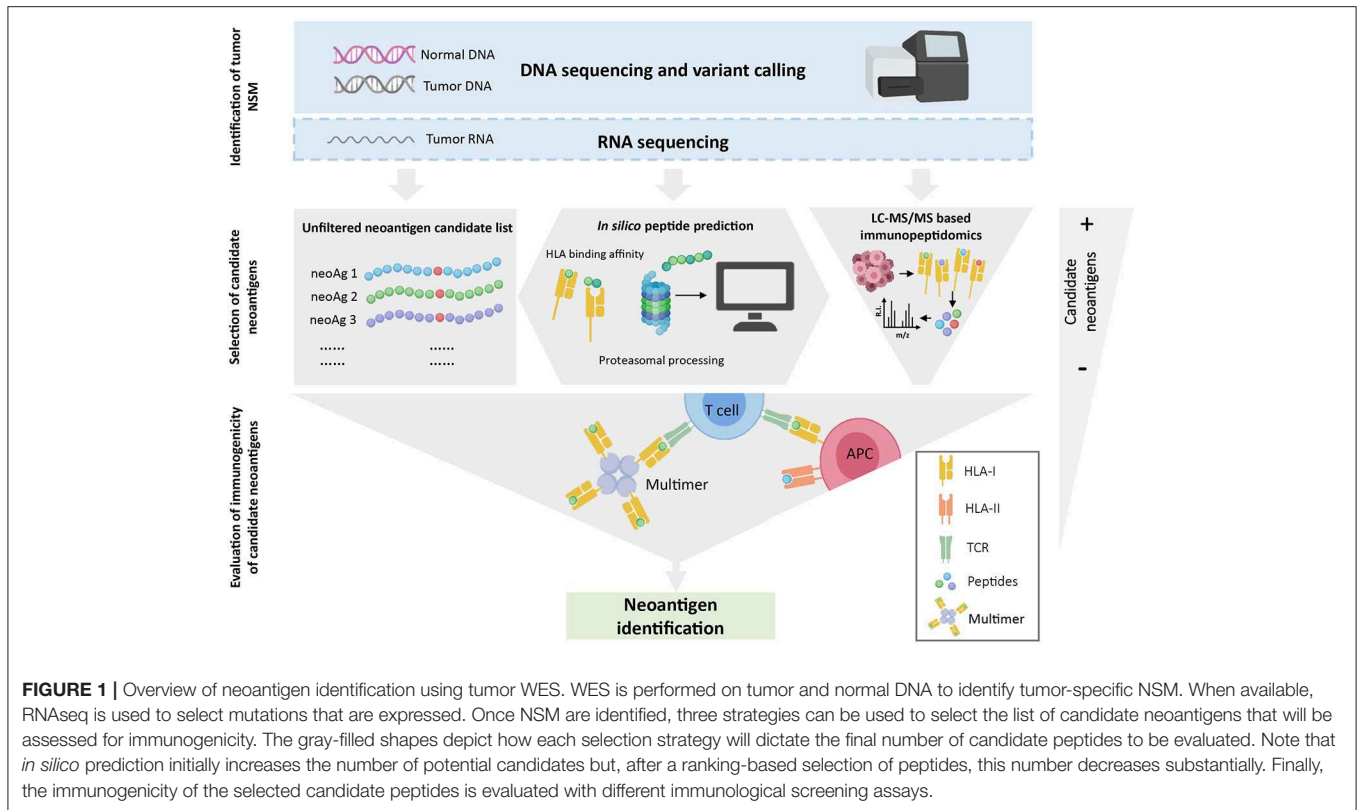 Identification of tumor
NSM
Normal DNA
Tumor DNA
DNA sequencing and variant calling
Tumor RNA
RNA sequencing
Selection of candidate
neoantigens
Unfiltered neoantigen candidate list
neoAg 1
neoAg 2
neoAg 3
...... ......
...... ......
In silico peptide prediction
HLA binding affinity
Proteasomal processing
LC-MS/MS based
immunopeptidomics
R.I.
m/z
+
Candidate
neoantigens
-
Evaluation of immunogenicity
of candidate neoantigens
T cell
APC
Multimer
HLA-I
HLA-II
TCR
Peptides
Multimer
Neoantigen
identification
FIGURE 1 | Overview of neoantigen identification using tumor WES. WES is performed on tumor and normal DNA to identify tumor-specific NSM. When available,
RNAseq is used to select mutations that are expressed. Once NSM are identified, three strategies can be used to select the list of candidate neoantigens that will be
assessed for immunogenicity. The gray-filled shapes depict how each selection strategy will dictate the final number of candidate peptides to be evaluated. Note that
in silico prediction initially increases the number of potential candidates but, after a ranking-based selection of peptides, this number decreases substantially. Finally,
the immunogenicity of the selected candidate peptides is evaluated with different immunological screening assays.